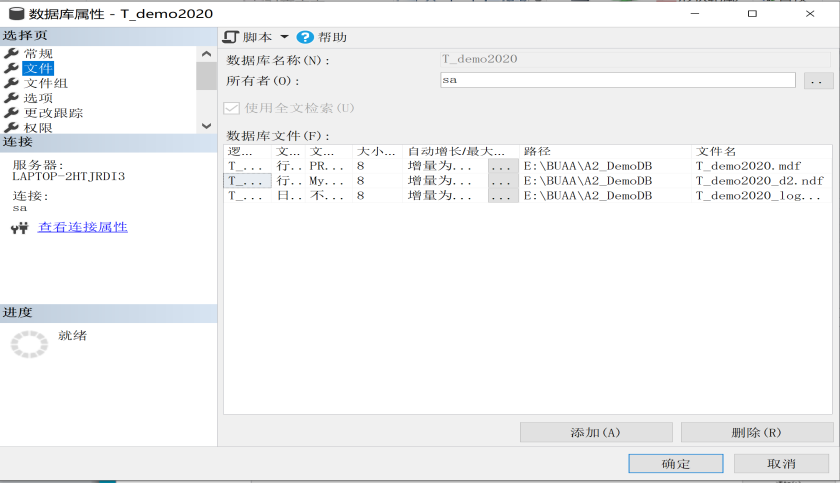 数据库属性 - T_demo2020
选择页
常规
文件
文件组
选项
更改跟踪
权限
连接
服务器:
LAPTOP-2HTJRDI3
连接:
sa
查看连接属性
进度
就绪
脚本 帮助
数据库名称(N): T_demo2020
所有者(O): sa ..
使用全文检索(U)
数据库文件(F):
逻... 文... 文... 大小... 自动增长/最大... 路径 文件名
T_... 行.. PR... 8 增量为... ... E:\BUAA\A2_DemoDB T_demo2020.mdf
T_... 行.. My... 8 增量为... ... E:\BUAA\A2_DemoDB T_demo2020_d2.ndf
T_... 日.. 不... 8 增量为... ... E:\BUAA\A2_DemoDB T_demo2020_log...
添加(A) 删除(R)
确定 取消